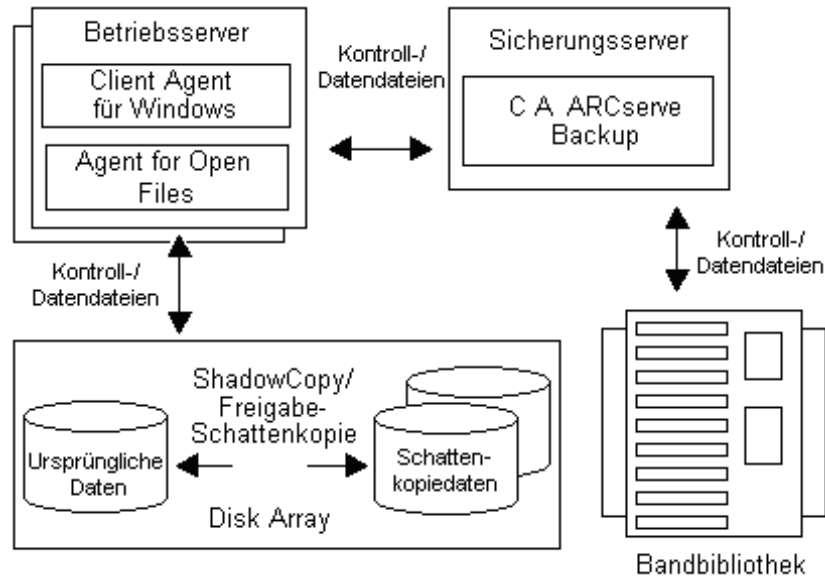 Betriebsserver
Client Agent
für Windows
Agent for Open
Files
Kontroll-/
Datendateien
Sicherungsserver
C A ARCserve
Backup
Kontroll-/
Datendateien
Kontroll-/
Datendateien
ShadowCopy/
Freigabe-
Schattenkopie
Ursprüngliche
Daten
Schatten-
kopiedaten
Disk Array
Bandbibliothek